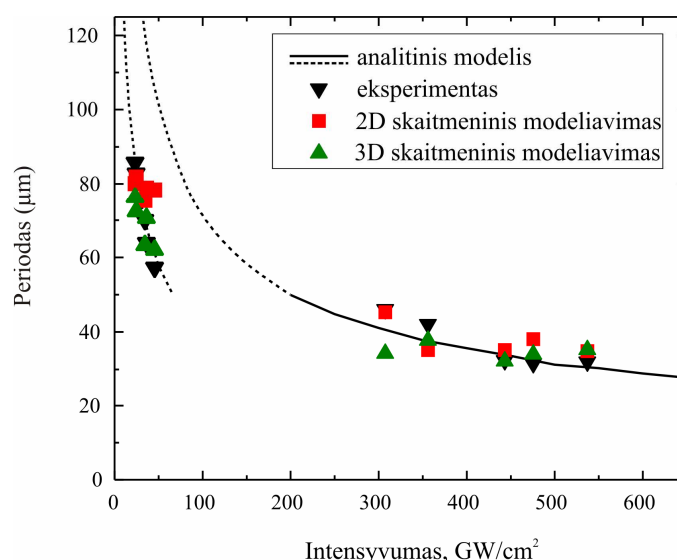 120
100
80
60
40
20
0
Periodas (μm)
analitinis modelis
eksperimentas
2D skaitmeninis modeliavimas
3D skaitmeninis modeliavimas
0 100 200 300 400 500 600
Intensyvumas, GW/cm²